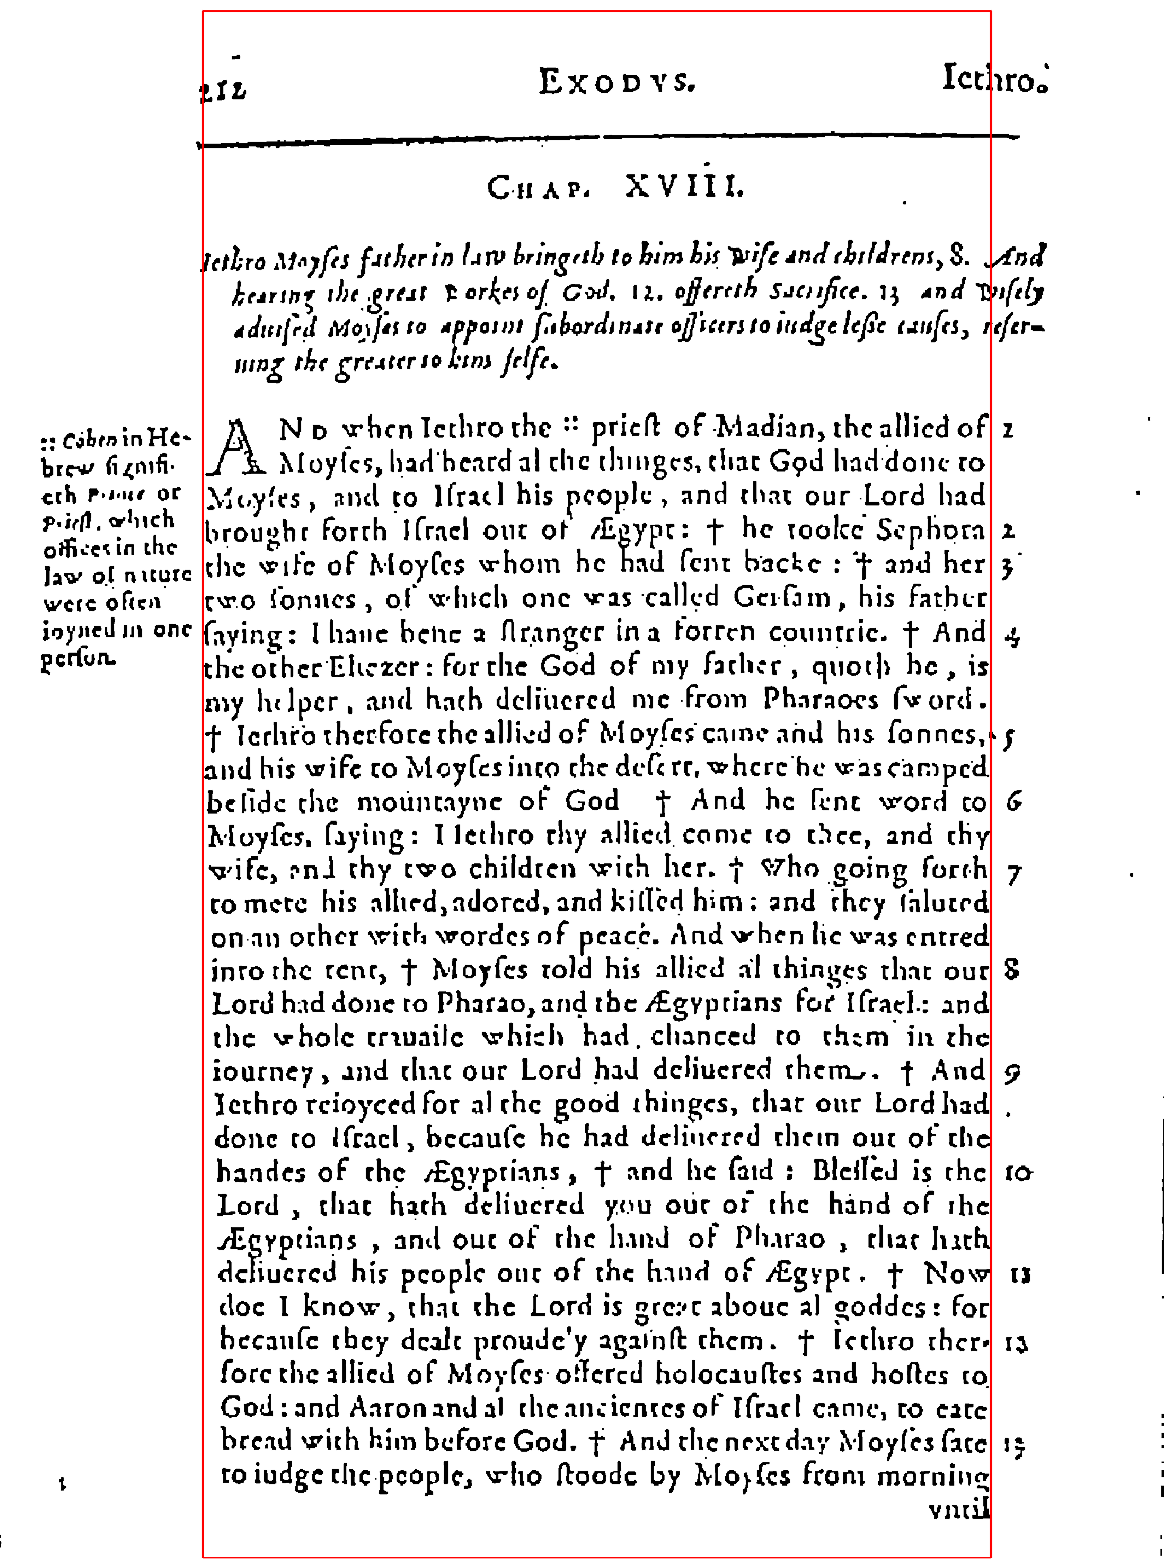 212 EXODVS. Iethro.
CHAP. XVIII.
Iethro Moyses father in law bringeth to him his wife and childrens, 8. And
hearing the great workes of God. 12. offereth Sacrifice. 13 and wisely
aduised Moyses to appoint subordinate officers to iudge lesse causes, refer-
ring the greater to him selfe.
:: Cohen in He-
brew signifi-
eth Prince or
Priest, which
offices in the
law of nature
were often
ioyned in one
person.
AND when Iethro the :: priest of Madian, the allied of 1
Moyſes, had heard al the thinges, that God had done to
Moyſes, and to Iſrael his people, and that our Lord had
brought forth Iſrael out of Ægypt: † he tooke Sephora 2
the wife of Moyſes whom he had ſent backe: † and her 3
two ſonnes, of which one was called Gerſam, his father
ſaying: I haue bene a ſtranger in a forren countrie. † And 4
the other Eliezer: for the God of my father, quoth he, is
my helper, and hath deliuered me from Pharaoes ſword.
† Iethro therfore the allied of Moyſes came and his ſonnes, 5
and his wife to Moyſes into the deſert, where he was camped
beſide the mountayne of God † And he ſent word to 6
Moyſes, ſaying: I Iethro thy allied come to thee, and thy
wife, and thy two children with her. † Who going forth 7
to mete his allied, adored, and kiſſed him: and they ſaluted
on an other with wordes of peace. And when he was entred
into the tent, † Moyſes told his allied al thinges that our 8
Lord had done to Pharao, and the Ægyptians for Iſrael: and
the whole trauaile which had chanced to them in the
iourney, and that our Lord had deliuered them. † And 9
Iethro reioyced for al the good thinges, that our Lord had
done to Iſrael, becauſe he had deliuered them out of the
handes of the Ægyptians, † and he ſaid: Bleſſed is the 10
Lord, that hath deliuered you out of the hand of the
Ægyptians, and out of the hand of Pharao, that hath
deliuered his people out of the hand of Ægypt. † Now 11
doe I know, that the Lord is great aboue al goddes: for
becauſe they dealt proudely againſt them. † Iethro ther- 12
fore the allied of Moyſes offered holocauſtes and hoſtes to
God: and Aaron and al the ancientes of Iſrael came, to eate
bread with him before God. † And the next day Moyſes ſate 13
to iudge the people, who ſtoode by Moyſes from morning
vntil